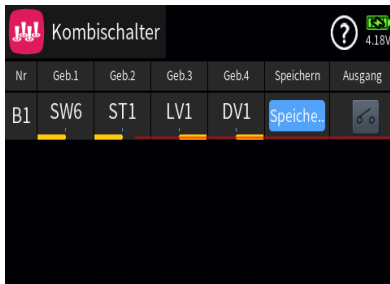 Kombischalter
? 4.18V
Nr Geb.1 Geb.2 Geb.3 Geb.4 Speichern Ausgang
B1 SW6 ST1 LV1 DV1 Speiche..